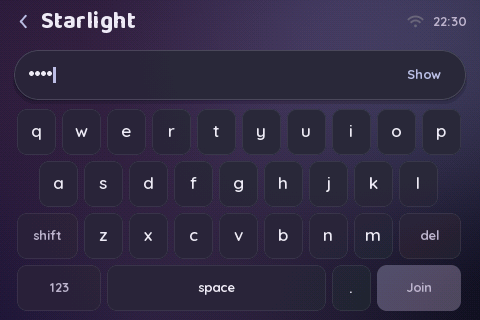 Starlight 22:30
•••• Show
q w e r t y u i o p
a s d f g h j k l
shift z x c v b n m del
123 space . Join